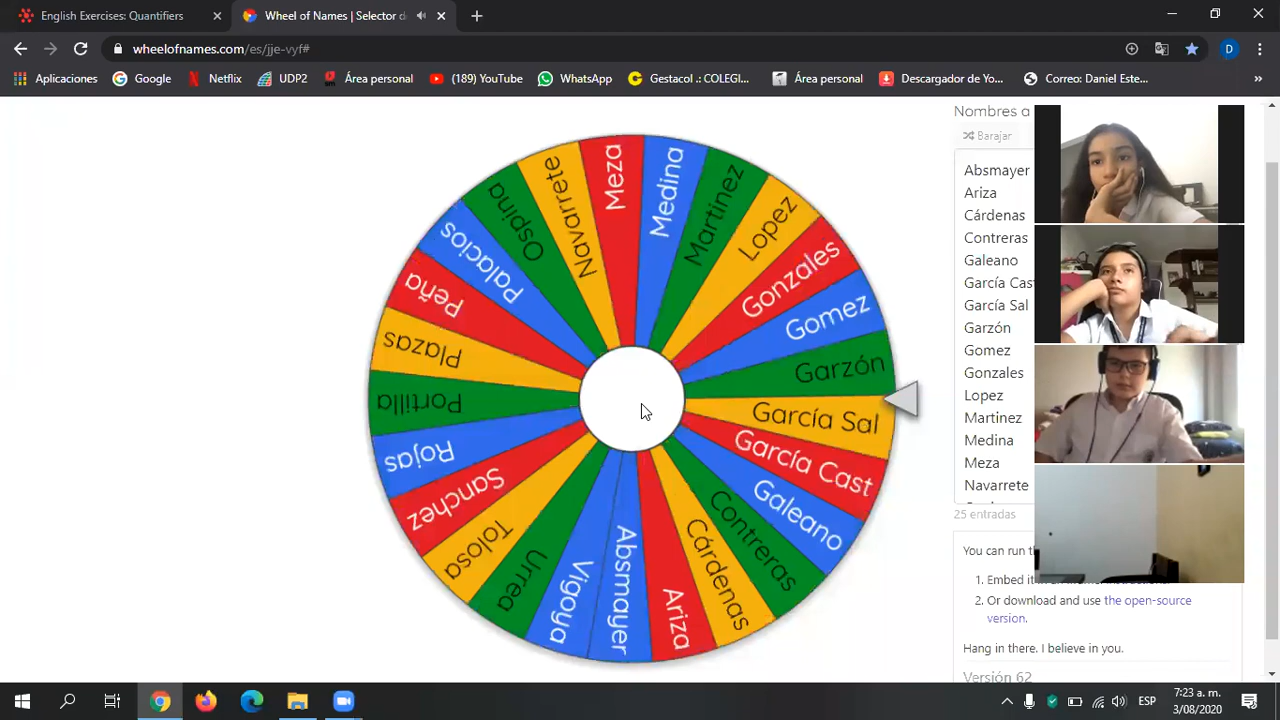 English Exercises: Quantifiers
Wheel of Names | Selector d
wheelofnames.com/es/jje-vyf#
D
Aplicaciones
Google
Netflix
UDP2
Área personal
(189) YouTube
WhatsApp
Gestacol .: COLEGI...
Área personal
Descargador de Yo...
Correo: Daniel Este...
»
Meza
Medina
Martinez
Lopez
Gonzales
Gomez
Garzón
García Sal
García Cast
Galeano
Contreras
Cárdenas
Ariza
Absmayer
Vigoya
Urrea
Tolosa
Sanchez
Rojas
Portilla
Plazas
Peña
Palacios
Ospina
Navarrete
Nombres a
Barajar
Absmayer
Ariza
Cárdenas
Contreras
Galeano
García Cast
García Sal
Garzón
Gomez
Gonzales
Lopez
Martinez
Medina
Meza
Navarrete
25 entradas
You can run th
1. Embed it
2. Or download and use the open-source
version.
Hang in there. I believe in you.
Versión 62
ESP
7:23 a. m.
3/08/2020